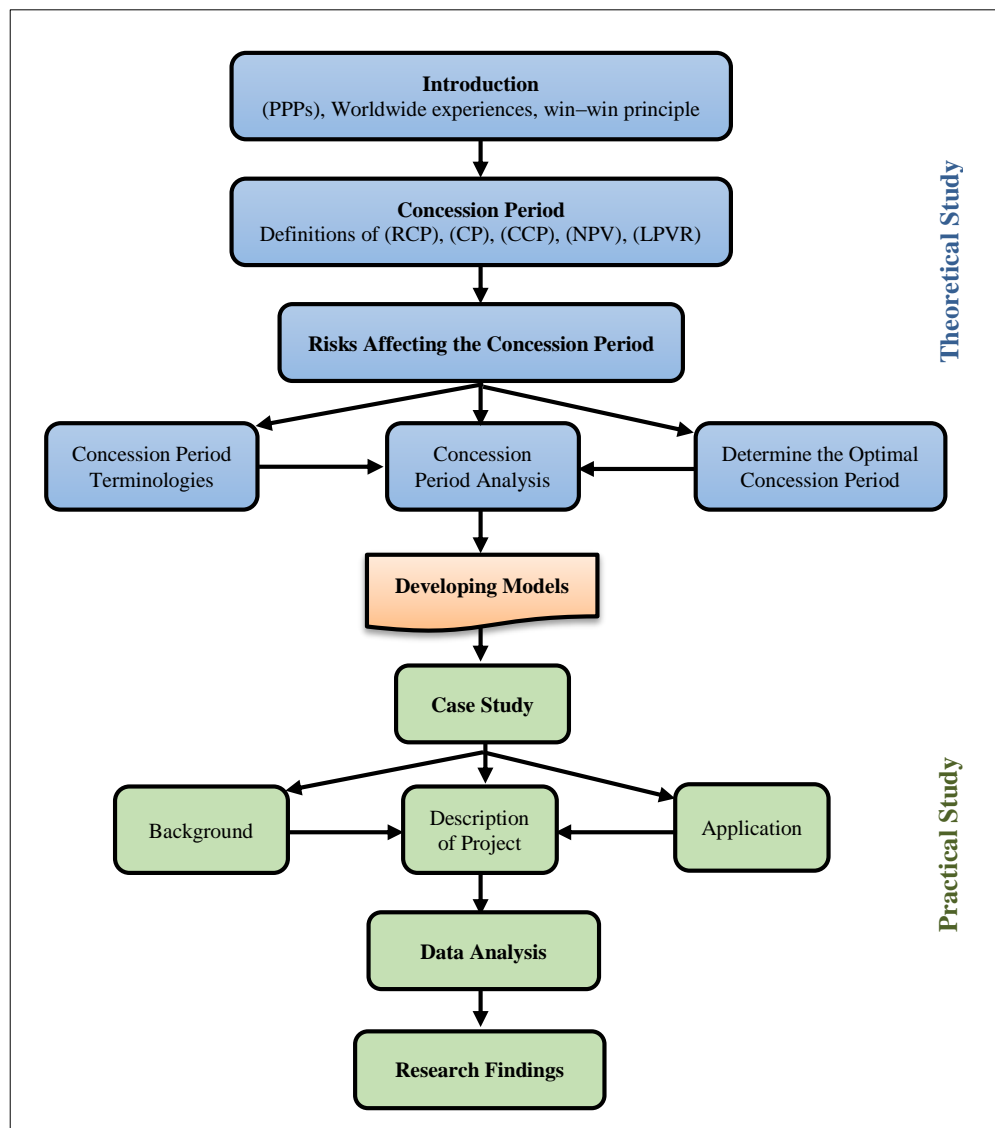 Introduction
(PPPs), Worldwide experiences, win–win principle
Concession Period
Definitions of (RCP), (CP), (CCP), (NPV), (LPVR)
Risks Affecting the Concession Period
Theoretical Study
Concession Period
Terminologies
Concession
Period Analysis
Determine the Optimal
Concession Period
Developing Models
Case Study
Background
Description
of Project
Application
Practical Study
Data Analysis
Research Findings